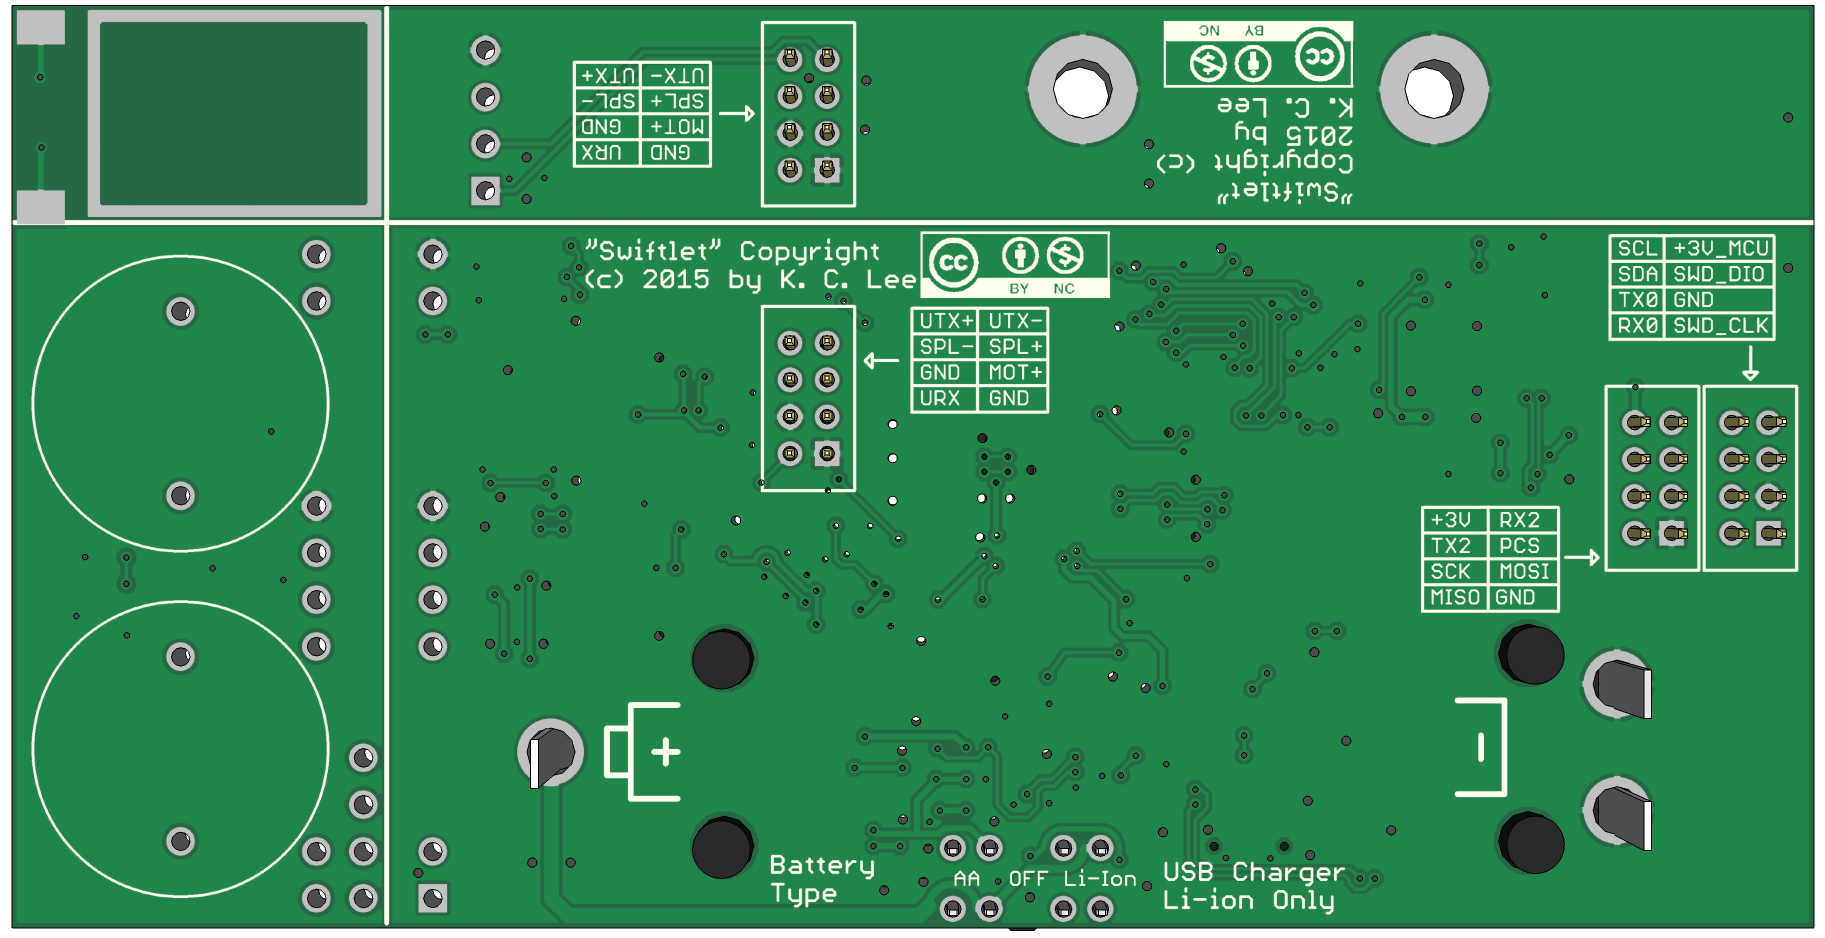 UTX+ UTX-
SPL- SPL+
GND MOT+
URX GND
cc
BY NC
"Swiftlet"
Copyright (c)
2015 by
K. C. Lee
"Swiftlet" Copyright
(c) 2015 by K. C. Lee
cc
BY NC
UTX+ UTX-
SPL- SPL+
GND MOT+
URX GND
SCL +3V_MCU
SDA SWD_DIO
TX0 GND
RX0 SWD_CLK
+3V RX2
TX2 PCS
SCK MOSI
MISO GND
+
-
Battery
Type
AA OFF Li-Ion
USB Charger
Li-ion Only